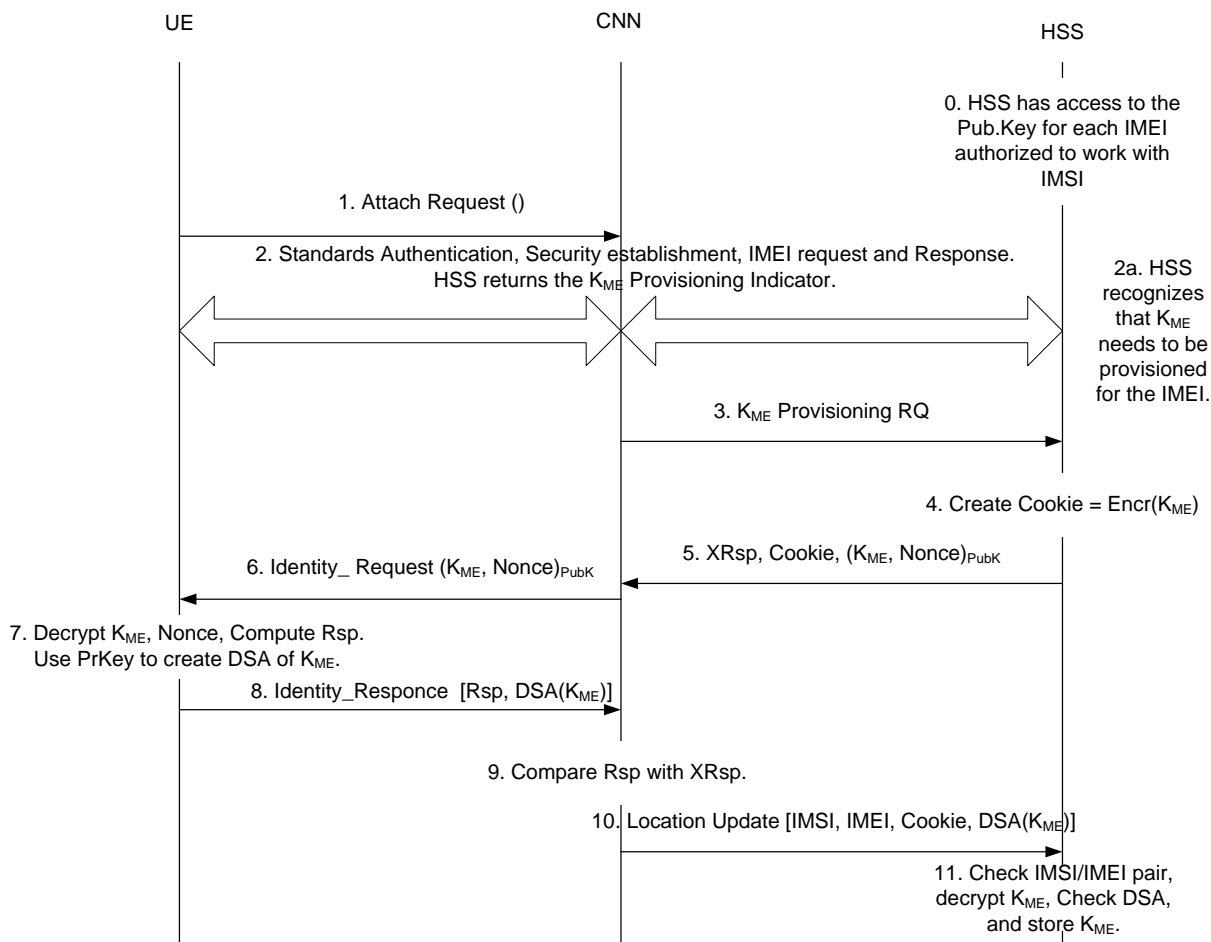 UE
CNN
HSS
0. HSS has access to the
Pub.Key for each IMEI
authorized to work with
IMSI
1. Attach Request ()
2. Standards Authentication, Security establishment, IMEI request and Response.
HSS returns the KME Provisioning Indicator.
2a. HSS
recognizes
that KME
needs to be
provisioned
for the IMEI.
3. KME Provisioning RQ
4. Create Cookie = Encr(KME)
5. XRsp, Cookie, (KME, Nonce)PubK
6. Identity_ Request (KME, Nonce)PubK
7. Decrypt KME, Nonce, Compute Rsp.
Use PrKey to create DSA of KME.
8. Identity_Responce [Rsp, DSA(KME)]
9. Compare Rsp with XRsp.
10. Location Update [IMSI, IMEI, Cookie, DSA(KME)]
11. Check IMSI/IMEI pair,
decrypt KME, Check DSA,
and store KME.